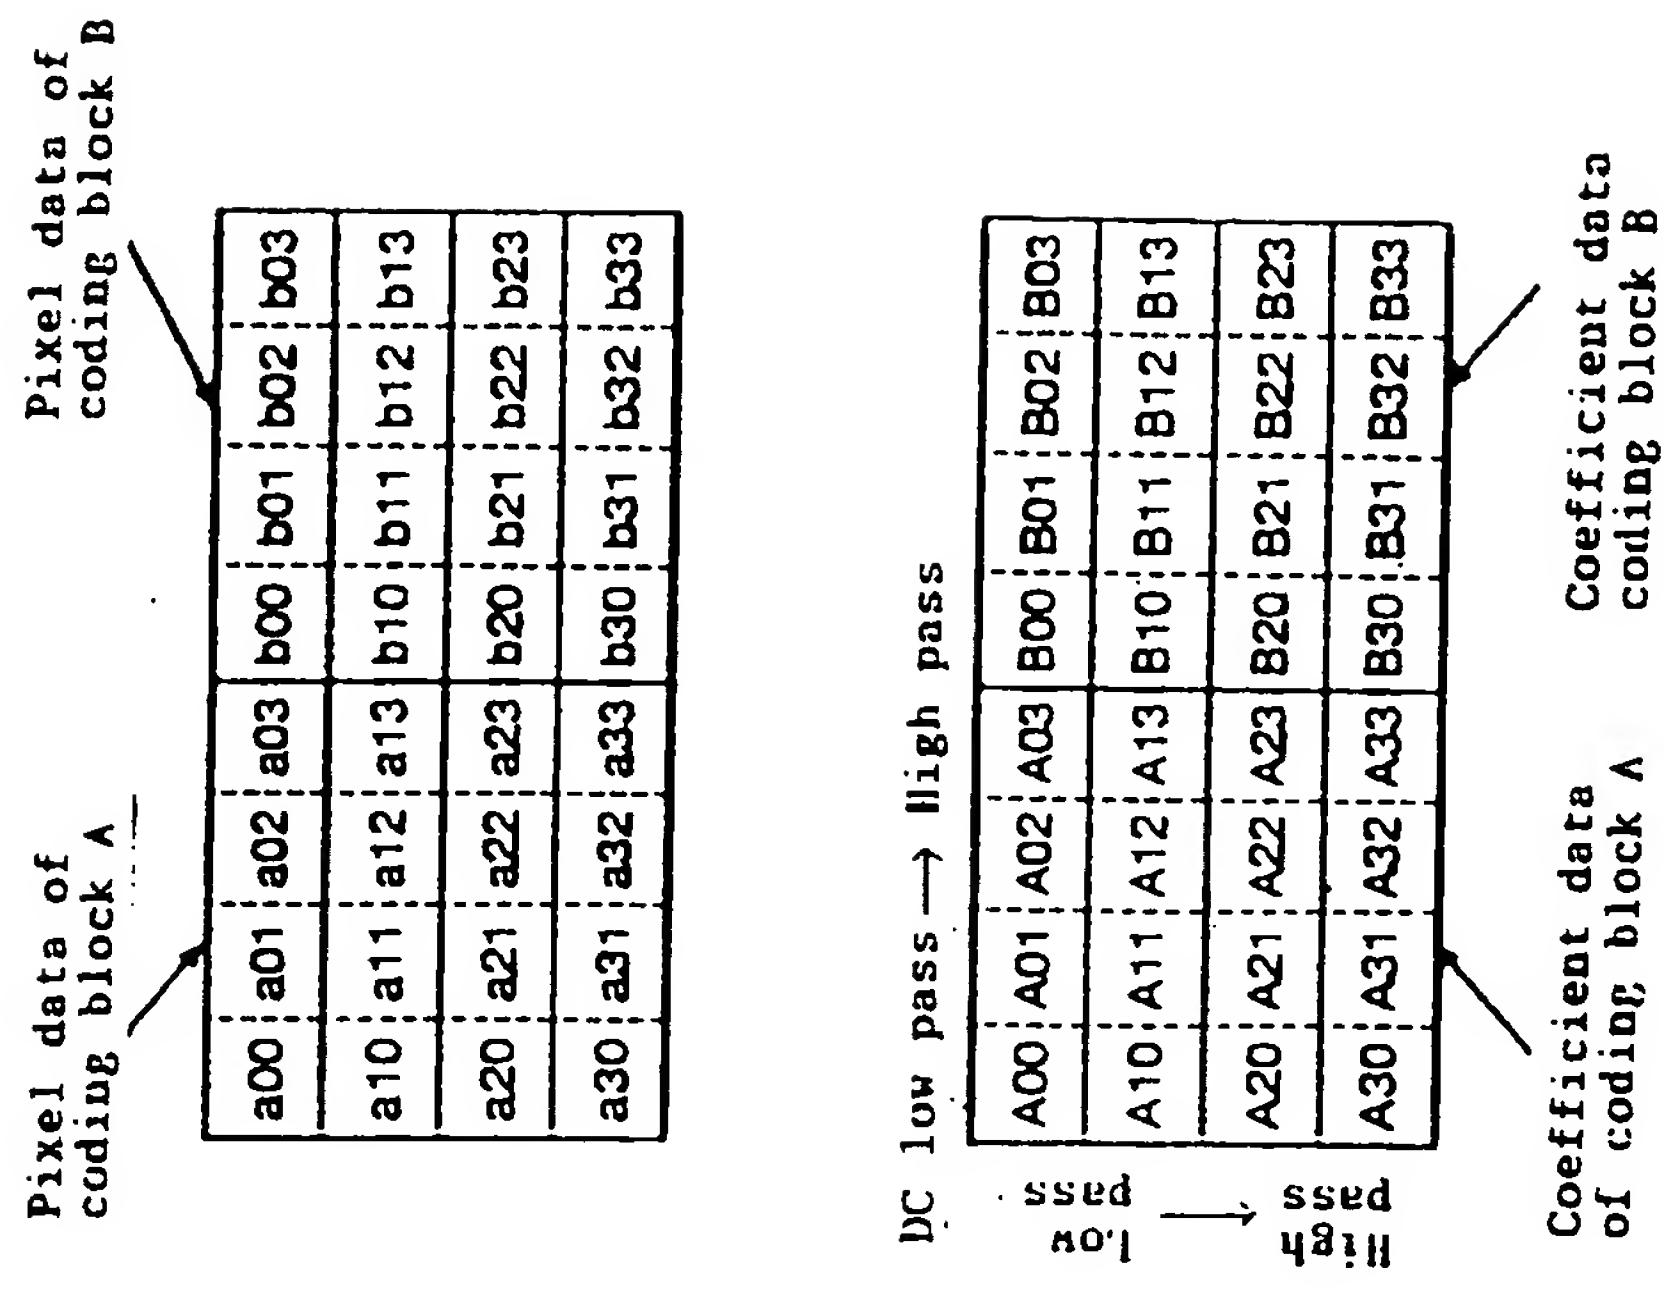 Pixel data of
coding block A
Pixel data of
coding block B
a00 a01 a02 a03 b00 b01 b02 b03
a10 a11 a12 a13 b10 b11 b12 b13
a20 a21 a22 a23 b20 b21 b22 b23
a30 a31 a32 a33 b30 b31 b32 b33
DC low pass → High pass
Low
pass
High
pass
A00 A01 A02 A03 B00 B01 B02 B03
A10 A11 A12 A13 B10 B11 B12 B13
A20 A21 A22 A23 B20 B21 B22 B23
A30 A31 A32 A33 B30 B31 B32 B33
Coefficient data
of coding block A
Coefficient data
coding block B